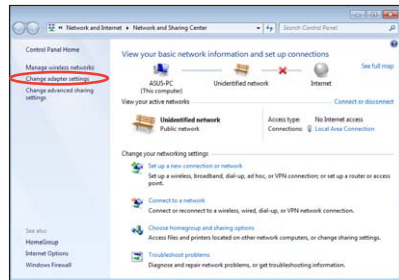 Network and Internet
Network and Sharing Center
Search Control Panel
Control Panel Home
Manage wireless networks
Change adapter settings
Change advanced sharing
settings
See also
HomeGroup
Internet Options
Windows Firewall
View your basic network information and set up connections
See full map
ASUS-PC
(This computer)
Unidentified network
Internet
View your active networks
Connect or disconnect
Unidentified network
Public network
Access type: No Internet access
Connections: Local Area Connection
Change your networking settings
Set up a new connection or network
Set up a wireless, broadband, dial-up, ad hoc, or VPN connection; or set up a router or access
point.
Connect to a network
Connect or reconnect to a wireless, wired, dial-up, or VPN network connection.
Choose homegroup and sharing options
Access files and printers located on other network computers, or change sharing settings.
Troubleshoot problems
Diagnose and repair network problems, or get troubleshooting information.